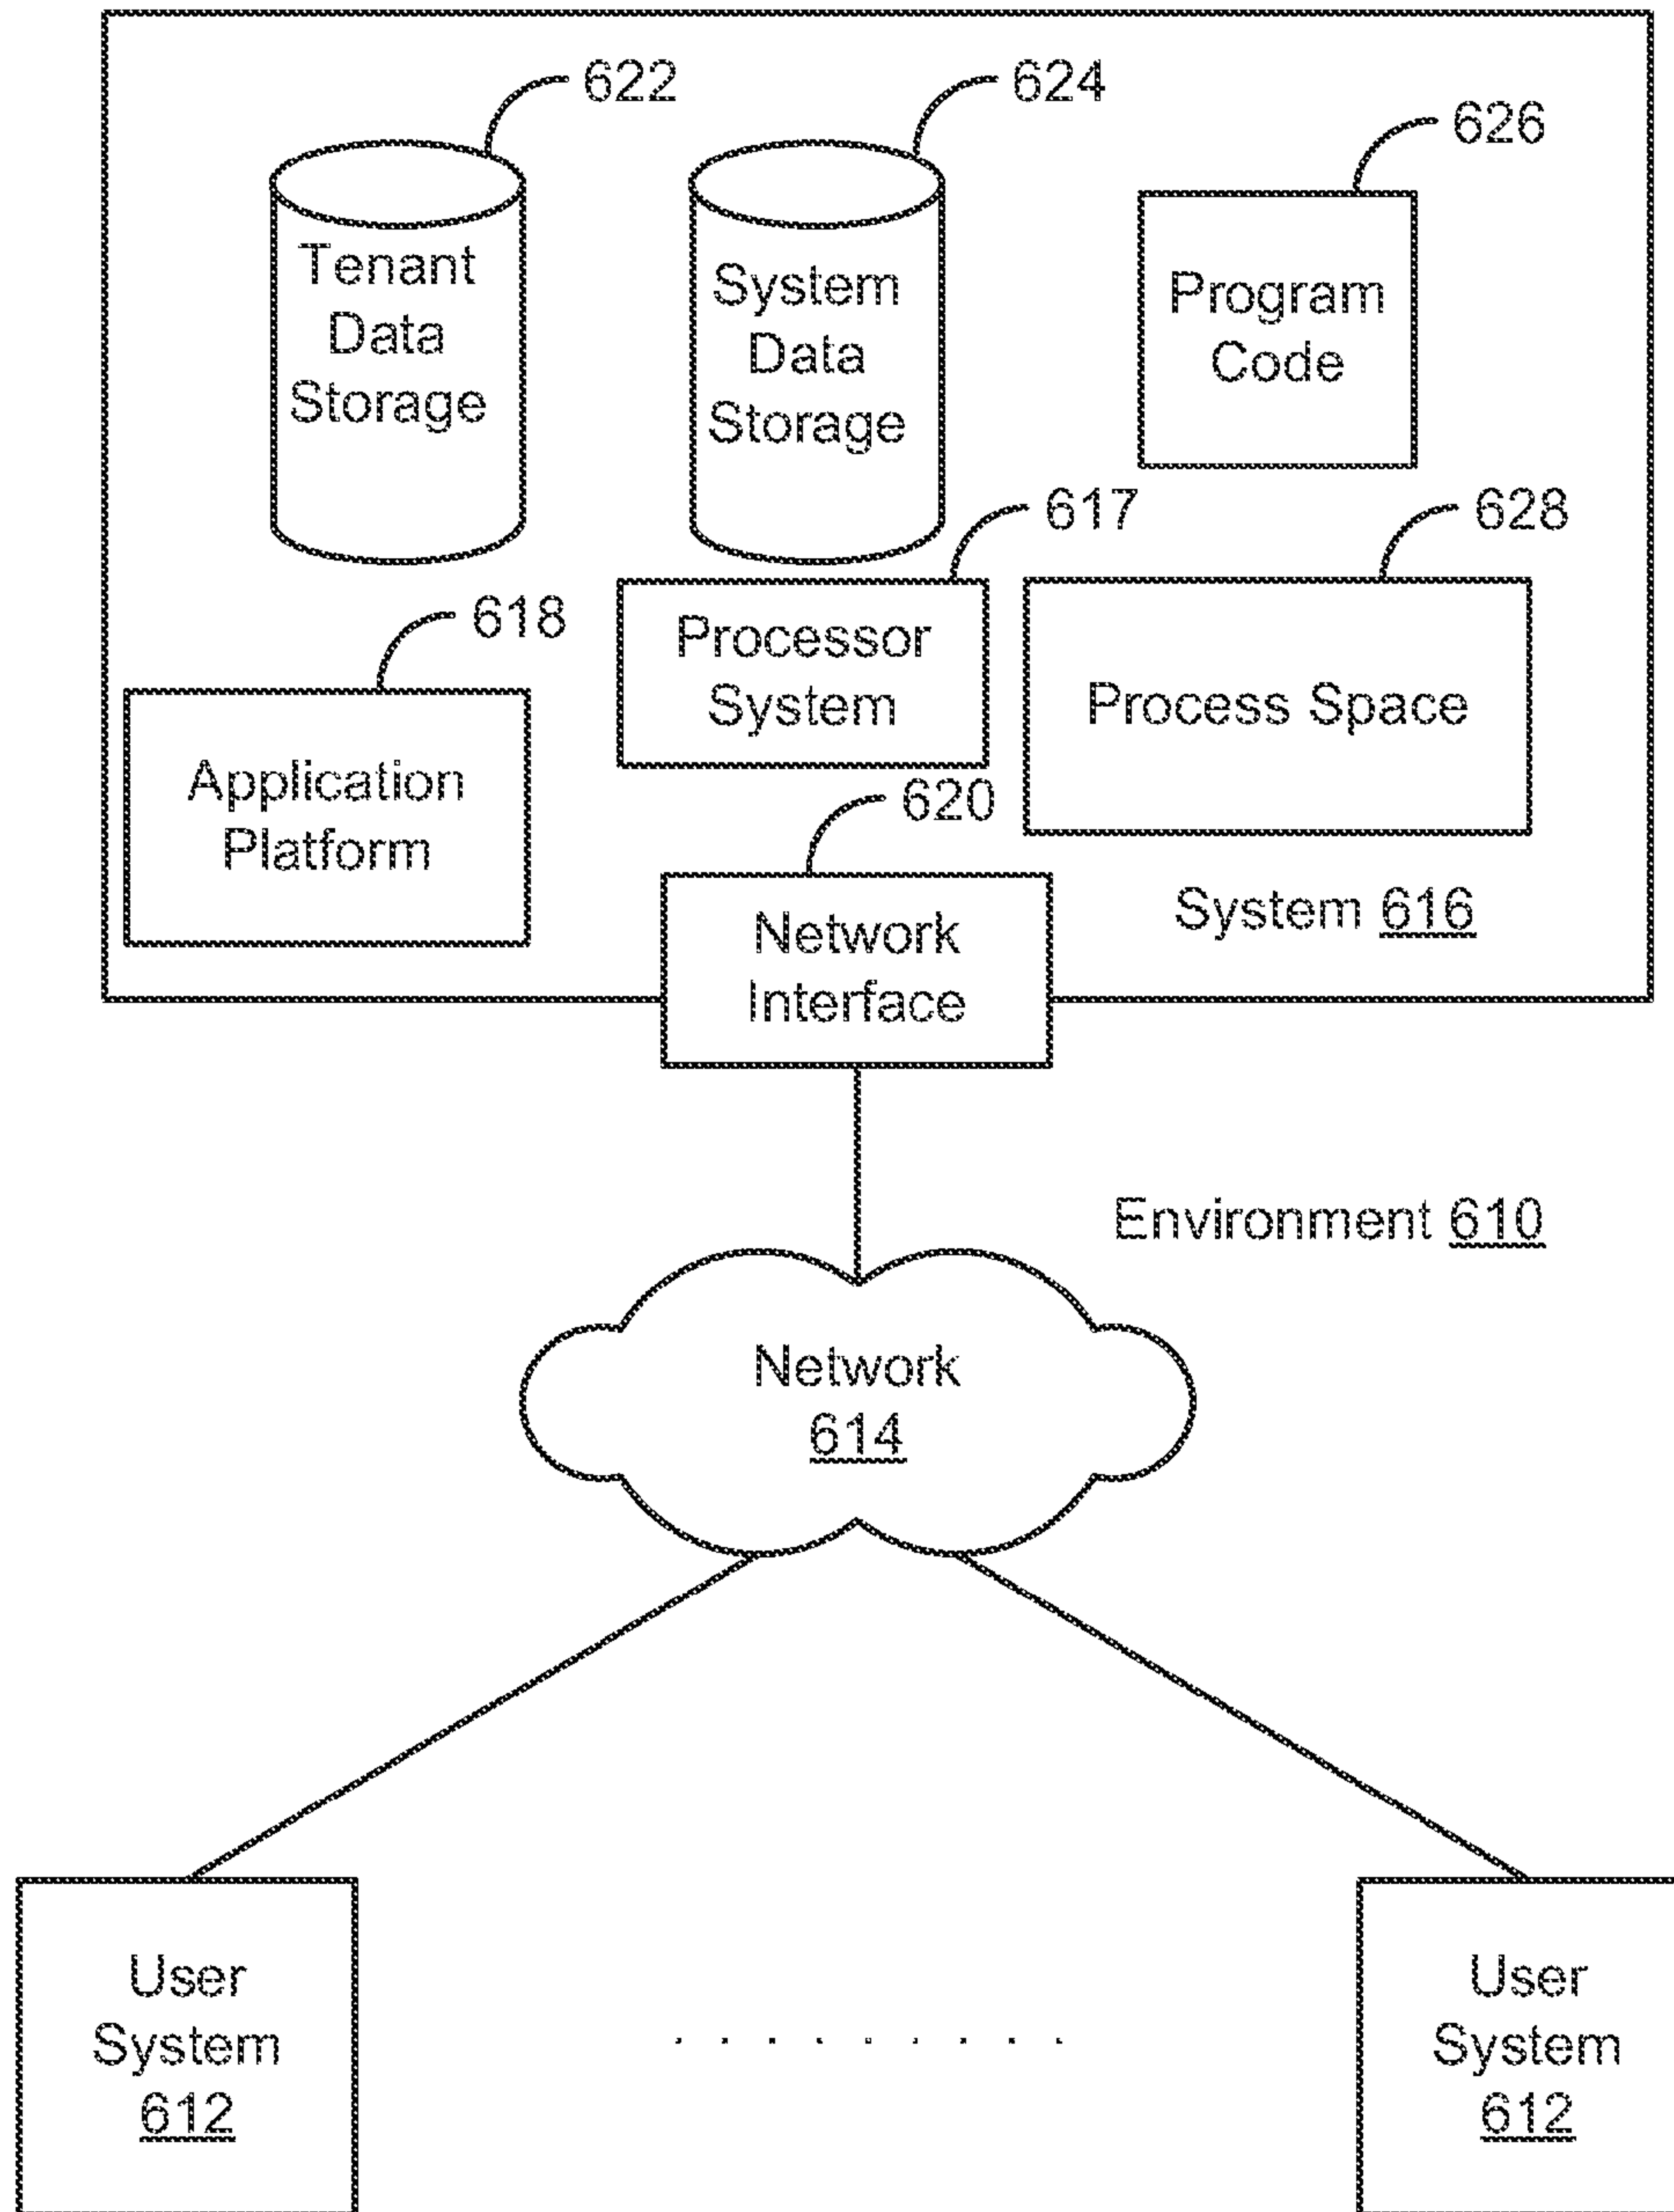 622
624
626
Tenant
Data
Storage
System
Data
Storage
Program
Code
617
628
618
Processor
System
Process Space
Application
Platform
620
Network
Interface
System 616
Environment 610
Network
614
User
System
612
User
System
612